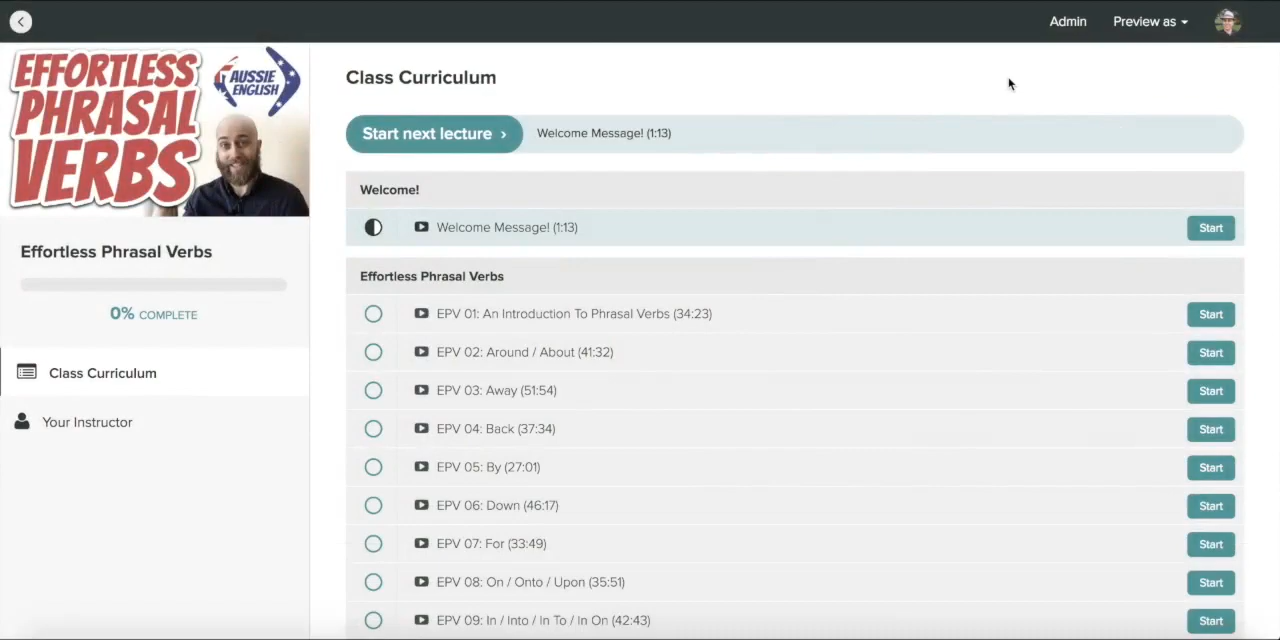 Admin
Preview as
EFFORTLESS
PHRASAL
VERBS
AUSSIE
ENGLISH
Effortless Phrasal Verbs
0% COMPLETE
Class Curriculum
Your Instructor
Class Curriculum
Start next lecture › Welcome Message! (1:13)
Welcome!
Welcome Message! (1:13) Start
Effortless Phrasal Verbs
EPV 01: An Introduction To Phrasal Verbs (34:23) Start
EPV 02: Around / About (41:32) Start
EPV 03: Away (51:54) Start
EPV 04: Back (37:34) Start
EPV 05: By (27:01) Start
EPV 06: Down (46:17) Start
EPV 07: For (33:49) Start
EPV 08: On / Onto / Upon (35:51) Start
EPV 09: In / Into / In To / In On (42:43) Start